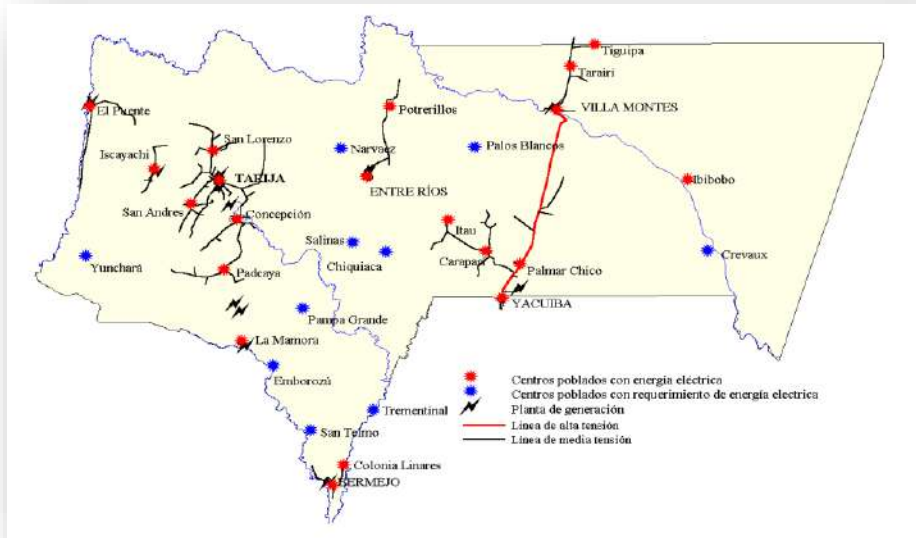 Tiguipa
Tarairi
El Puente
Potrerillos
VILLA MONTES
San Lorenzo
Narvaez
Palos Blancos
Iscayachi
TARIJA
ENTRE RÍOS
Ibibobo
San Andres
Concepción
Itau
Salinas
Carapari
Crevaux
Yunchará
Chiquiaca
Padcaya
Palmar Chico
YACUIBA
Pampa Grande
La Mamora
Emborozú
Centros poblados con energía eléctrica
Centros poblados con requerimiento de energía electrica
Planta de generación
Trementinal
Línea de alta tensión
San Telmo
Línea de media tensión
Colonia Linares
BERMEJO